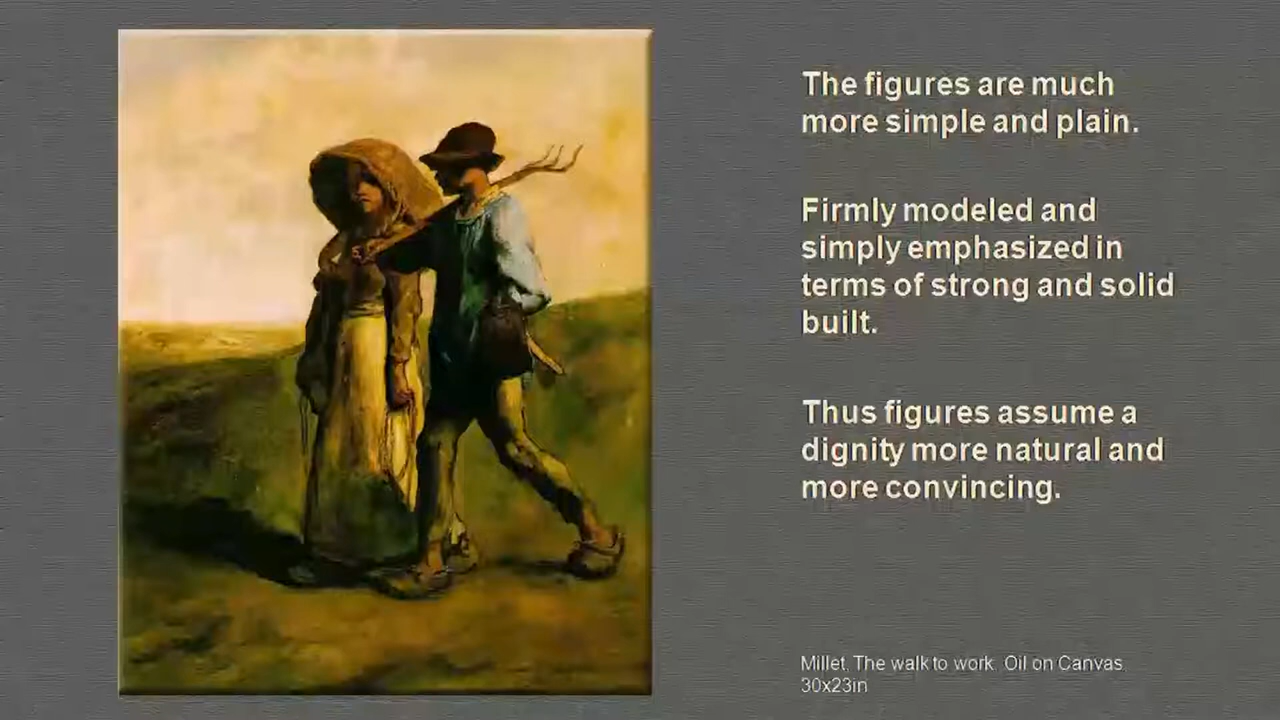 The figures are much
more simple and plain.
Firmly modeled and
simply emphasized in
terms of strong and solid
built.
Thus figures assume a
dignity more natural and
more convincing.
Millet. The walk to work. Oil on Canvas.
30x23in